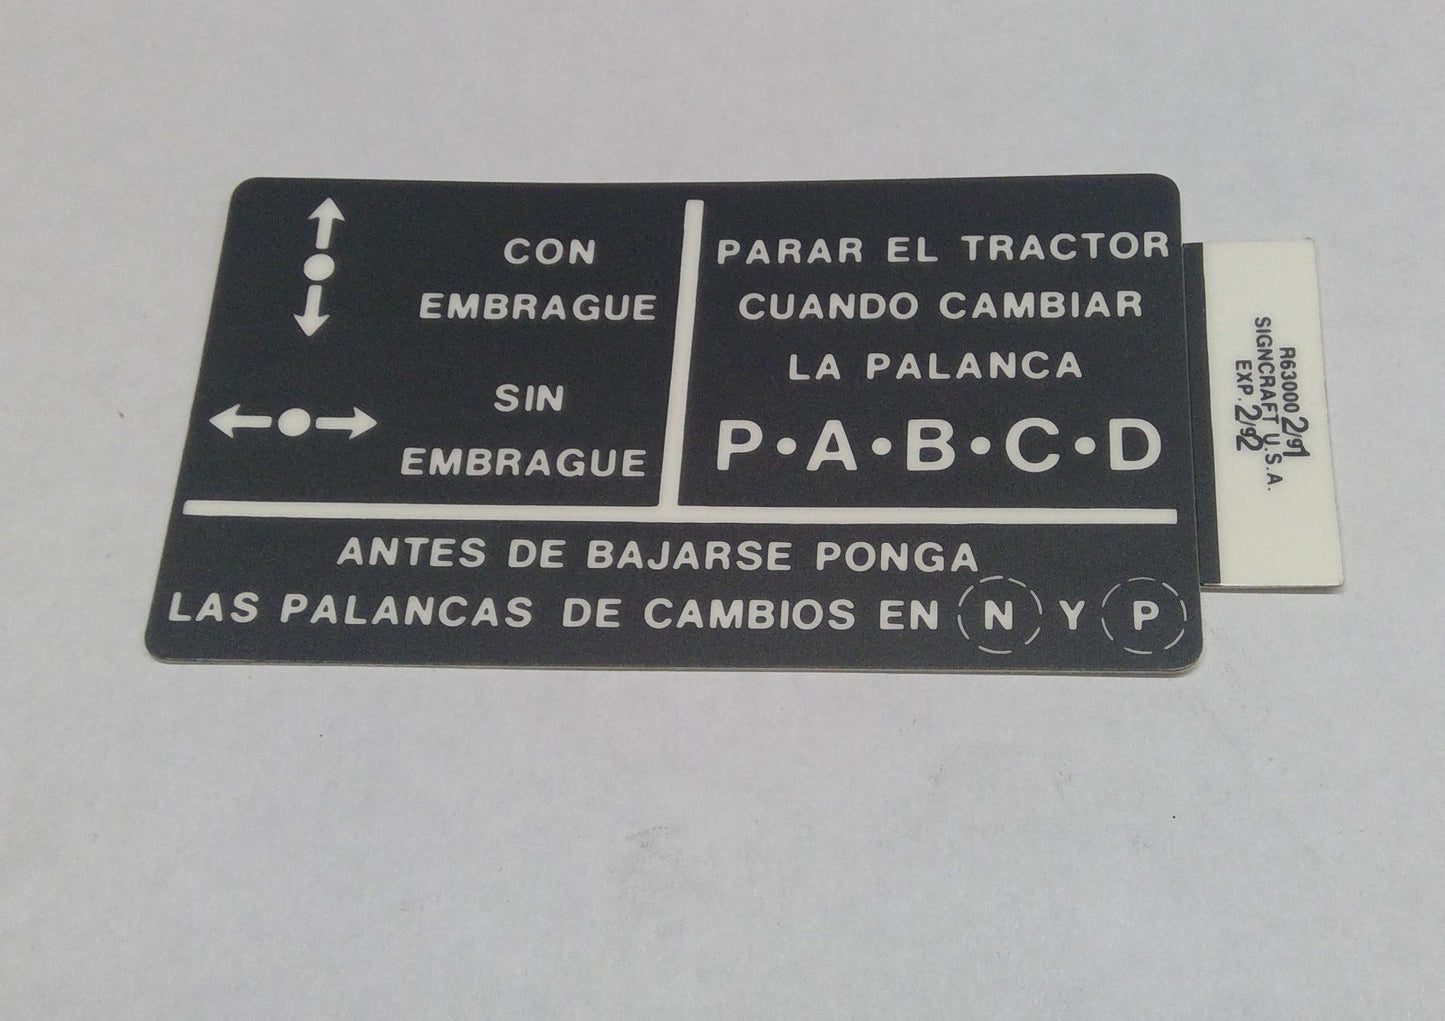 CON
EMBRAGUE
SIN
EMBRAGUE
PARAR EL TRACTOR
CUANDO CAMBIAR
LA PALANCA
P•A•B•C•D
ANTES DE BAJARSE PONGA
LAS PALANCAS DE CAMBIOS EN N Y P
R63000 2/91
SIGNCRAFT U.S.A.
EXP. 2/92